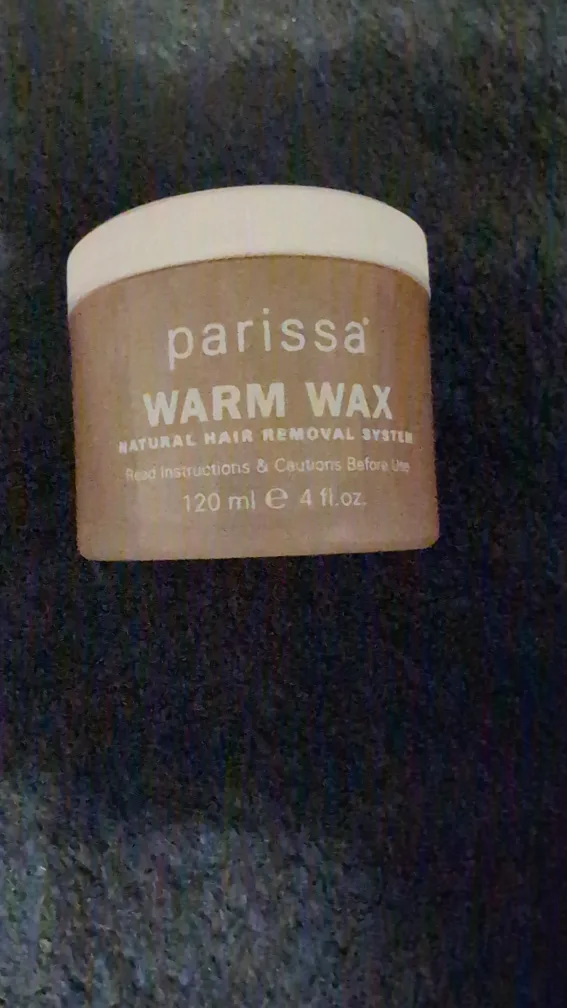 parissa®
WARM WAX
NATURAL HAIR REMOVAL SYSTEM
Read Instructions & Cautions Before Use
120 ml ℮ 4 fl.oz.